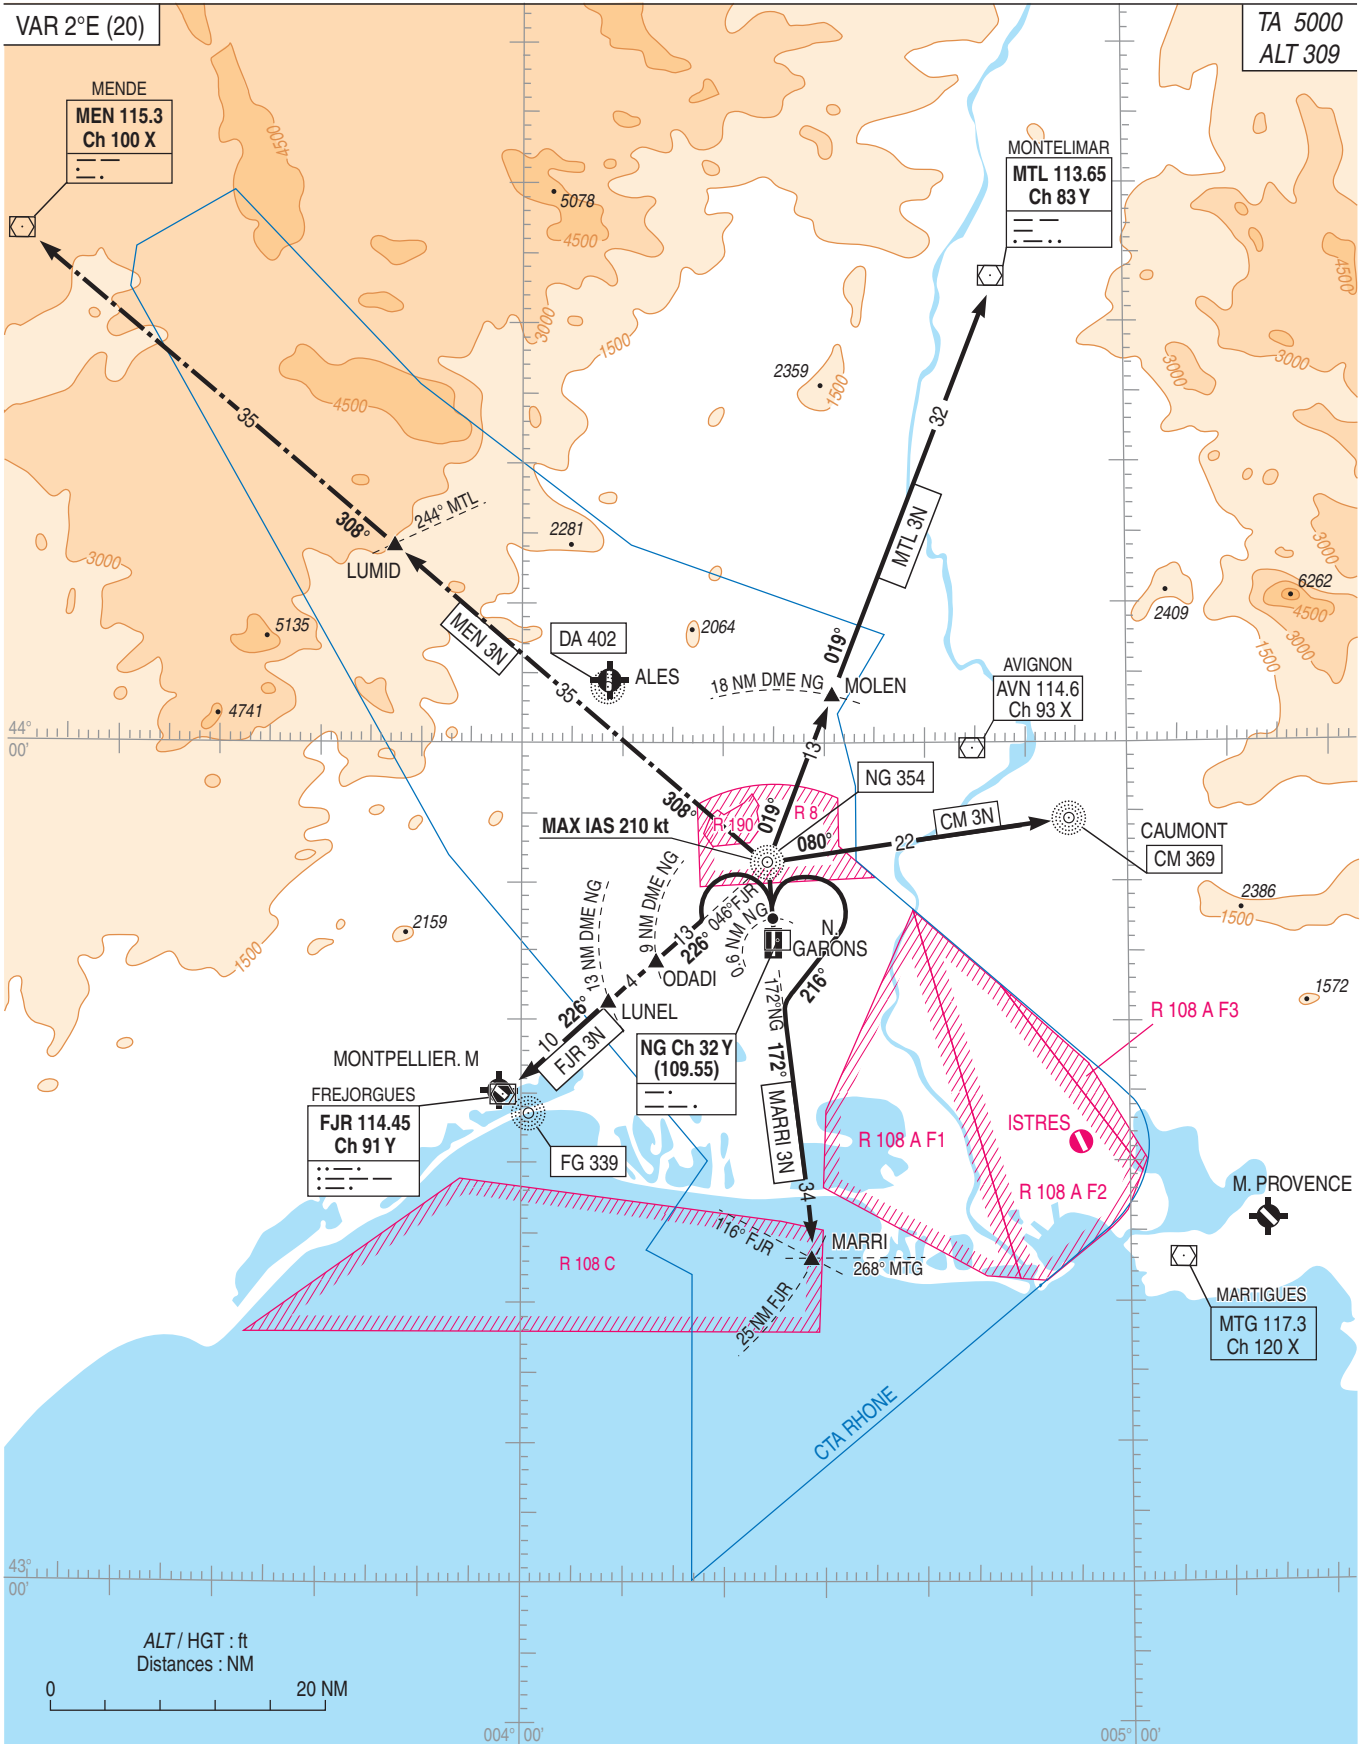 VAR 2°E (20)
TA 5000
ALT 309
MENDE
MEN 115.3
Ch 100 X
4500
5078
4500
MONTELIMAR
MTL 113.65
Ch 83 Y
4500
3000
1500
2359
1500
3000
3000
4500
35
32
308°
244° MTL
LUMID
2281
MTL 3N
3000
3000
6262
4500
3000
2409
1500
5135
MEN 3N
DA 402
ALES
2064
019°
AVIGNON
AVN 114.6
Ch 93 X
18 NM DME NG
MOLEN
35
4741
44°
00'
13
NG 354
308°
R 190
019°
R 8
MAX IAS 210 kt
080°
22
CM 3N
CAUMONT
CM 369
2386
1500
2159
1500
13 NM DME NG
9 NM DME NG
046°FJR
13
226°
0.6 NM NG
N.
GARONS
ODADI
4
216°
172°NG
1572
226°
LUNEL
R 108 A F3
10
FJR 3N
NG Ch 32 Y
(109.55)
172°
MONTPELLIER. M
FREJORGUES
FJR 114.45
Ch 91 Y
MARRI 3N
ISTRES
R 108 A F1
FG 339
34
R 108 A F2
M. PROVENCE
116° FJR
MARRI
R 108 C
268° MTG
25 NM FJR
MARTIGUES
MTG 117.3
Ch 120 X
CTA RHONE
43°
00'
ALT / HGT : ft
Distances : NM
0
20 NM
004° 00'
005° 00'